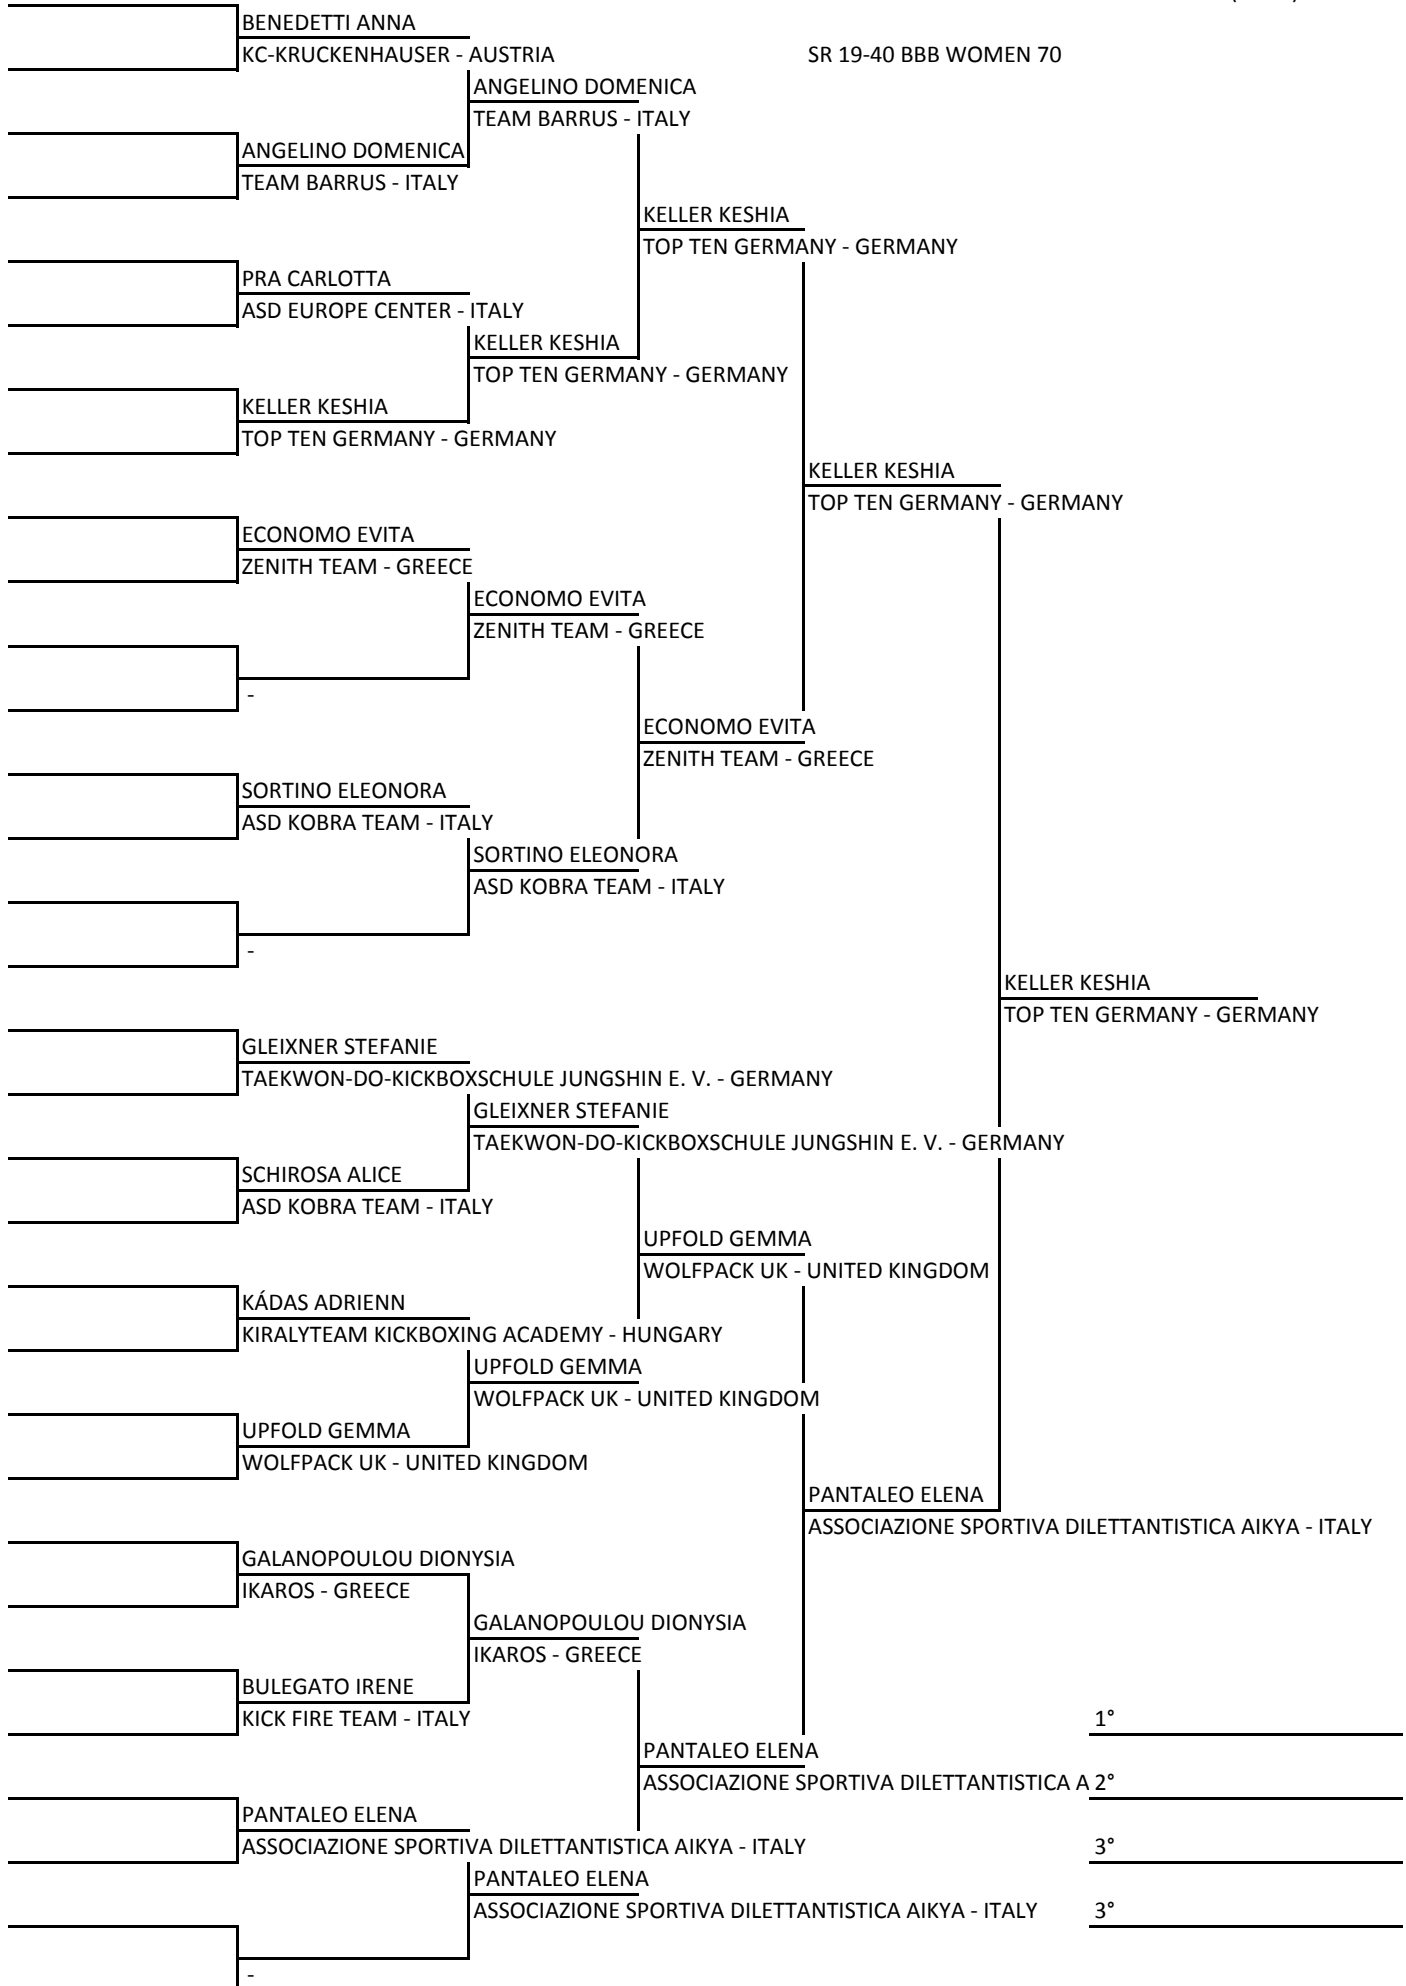 BENEDETTI ANNA
KC-KRUCKENHAUSER - AUSTRIA
SR 19-40 BBB WOMEN 70
ANGELINO DOMENICA
TEAM BARRUS - ITALY
ANGELINO DOMENICA
TEAM BARRUS - ITALY
KELLER KESHIA
TOP TEN GERMANY - GERMANY
PRA CARLOTTA
ASD EUROPE CENTER - ITALY
KELLER KESHIA
TOP TEN GERMANY - GERMANY
KELLER KESHIA
TOP TEN GERMANY - GERMANY
KELLER KESHIA
TOP TEN GERMANY - GERMANY
ECONOMO EVITA
ZENITH TEAM - GREECE
ECONOMO EVITA
ZENITH TEAM - GREECE
-
ECONOMO EVITA
ZENITH TEAM - GREECE
SORTINO ELEONORA
ASD KOBRA TEAM - ITALY
SORTINO ELEONORA
ASD KOBRA TEAM - ITALY
-
KELLER KESHIA
TOP TEN GERMANY - GERMANY
GLEIXNER STEFANIE
TAEKWON-DO-KICKBOXSCHULE JUNGSHIN E. V. - GERMANY
GLEIXNER STEFANIE
TAEKWON-DO-KICKBOXSCHULE JUNGSHIN E. V. - GERMANY
SCHIROSA ALICE
ASD KOBRA TEAM - ITALY
UPFOLD GEMMA
WOLFPACK UK - UNITED KINGDOM
KÁDAS ADRIENN
KIRALYTEAM KICKBOXING ACADEMY - HUNGARY
UPFOLD GEMMA
WOLFPACK UK - UNITED KINGDOM
UPFOLD GEMMA
WOLFPACK UK - UNITED KINGDOM
PANTALEO ELENA
ASSOCIAZIONE SPORTIVA DILETTANTISTICA AIKYA - ITALY
GALANOPOULOU DIONYSIA
IKAROS - GREECE
GALANOPOULOU DIONYSIA
IKAROS - GREECE
BULEGATO IRENE
KICK FIRE TEAM - ITALY
1°
PANTALEO ELENA
ASSOCIAZIONE SPORTIVA DILETTANTISTICA A 2°
PANTALEO ELENA
ASSOCIAZIONE SPORTIVA DILETTANTISTICA AIKYA - ITALY
3°
PANTALEO ELENA
ASSOCIAZIONE SPORTIVA DILETTANTISTICA AIKYA - ITALY
3°
-